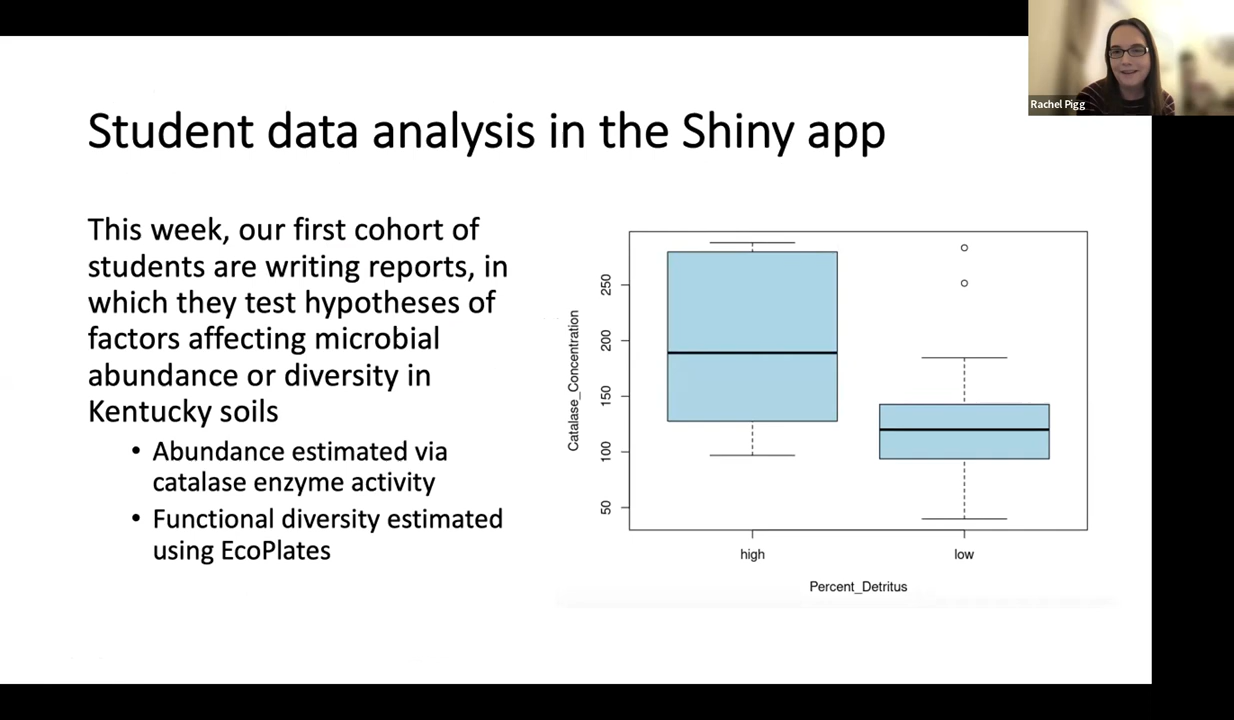 Rachel Pigg
Student data analysis in the Shiny app
This week, our first cohort of
students are writing reports, in
which they test hypotheses of
factors affecting microbial
abundance or diversity in
Kentucky soils
• Abundance estimated via
catalase enzyme activity
• Functional diversity estimated
using EcoPlates
Catalase_Concentration
250
200
150
100
50
high
low
Percent_Detritus